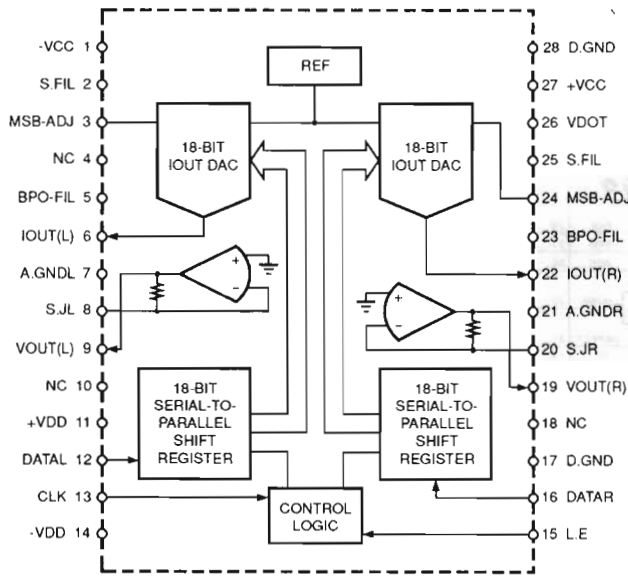 -VCC 1
S.FIL 2
MSB-ADJ 3
NC 4
BPO-FIL 5
IOUT(L) 6
A.GNDL 7
S.JL 8
VOUT(L) 9
NC 10
+VDD 11
DATAL 12
CLK 13
-VDD 14
REF
18-BIT
IOUT DAC
18-BIT
IOUT DAC
+
−
+
−
18-BIT
SERIAL-TO-
PARALLEL
SHIFT
REGISTER
18-BIT
SERIAL-TO-
PARALLEL
SHIFT
REGISTER
CONTROL
LOGIC
28 D.GND
27 +VCC
26 VDOT
25 S.FIL
24 MSB-ADJ
23 BPO-FIL
22 IOUT(R)
21 A.GNDR
20 S.JR
19 VOUT(R)
18 NC
17 D.GND
16 DATAR
15 L.E